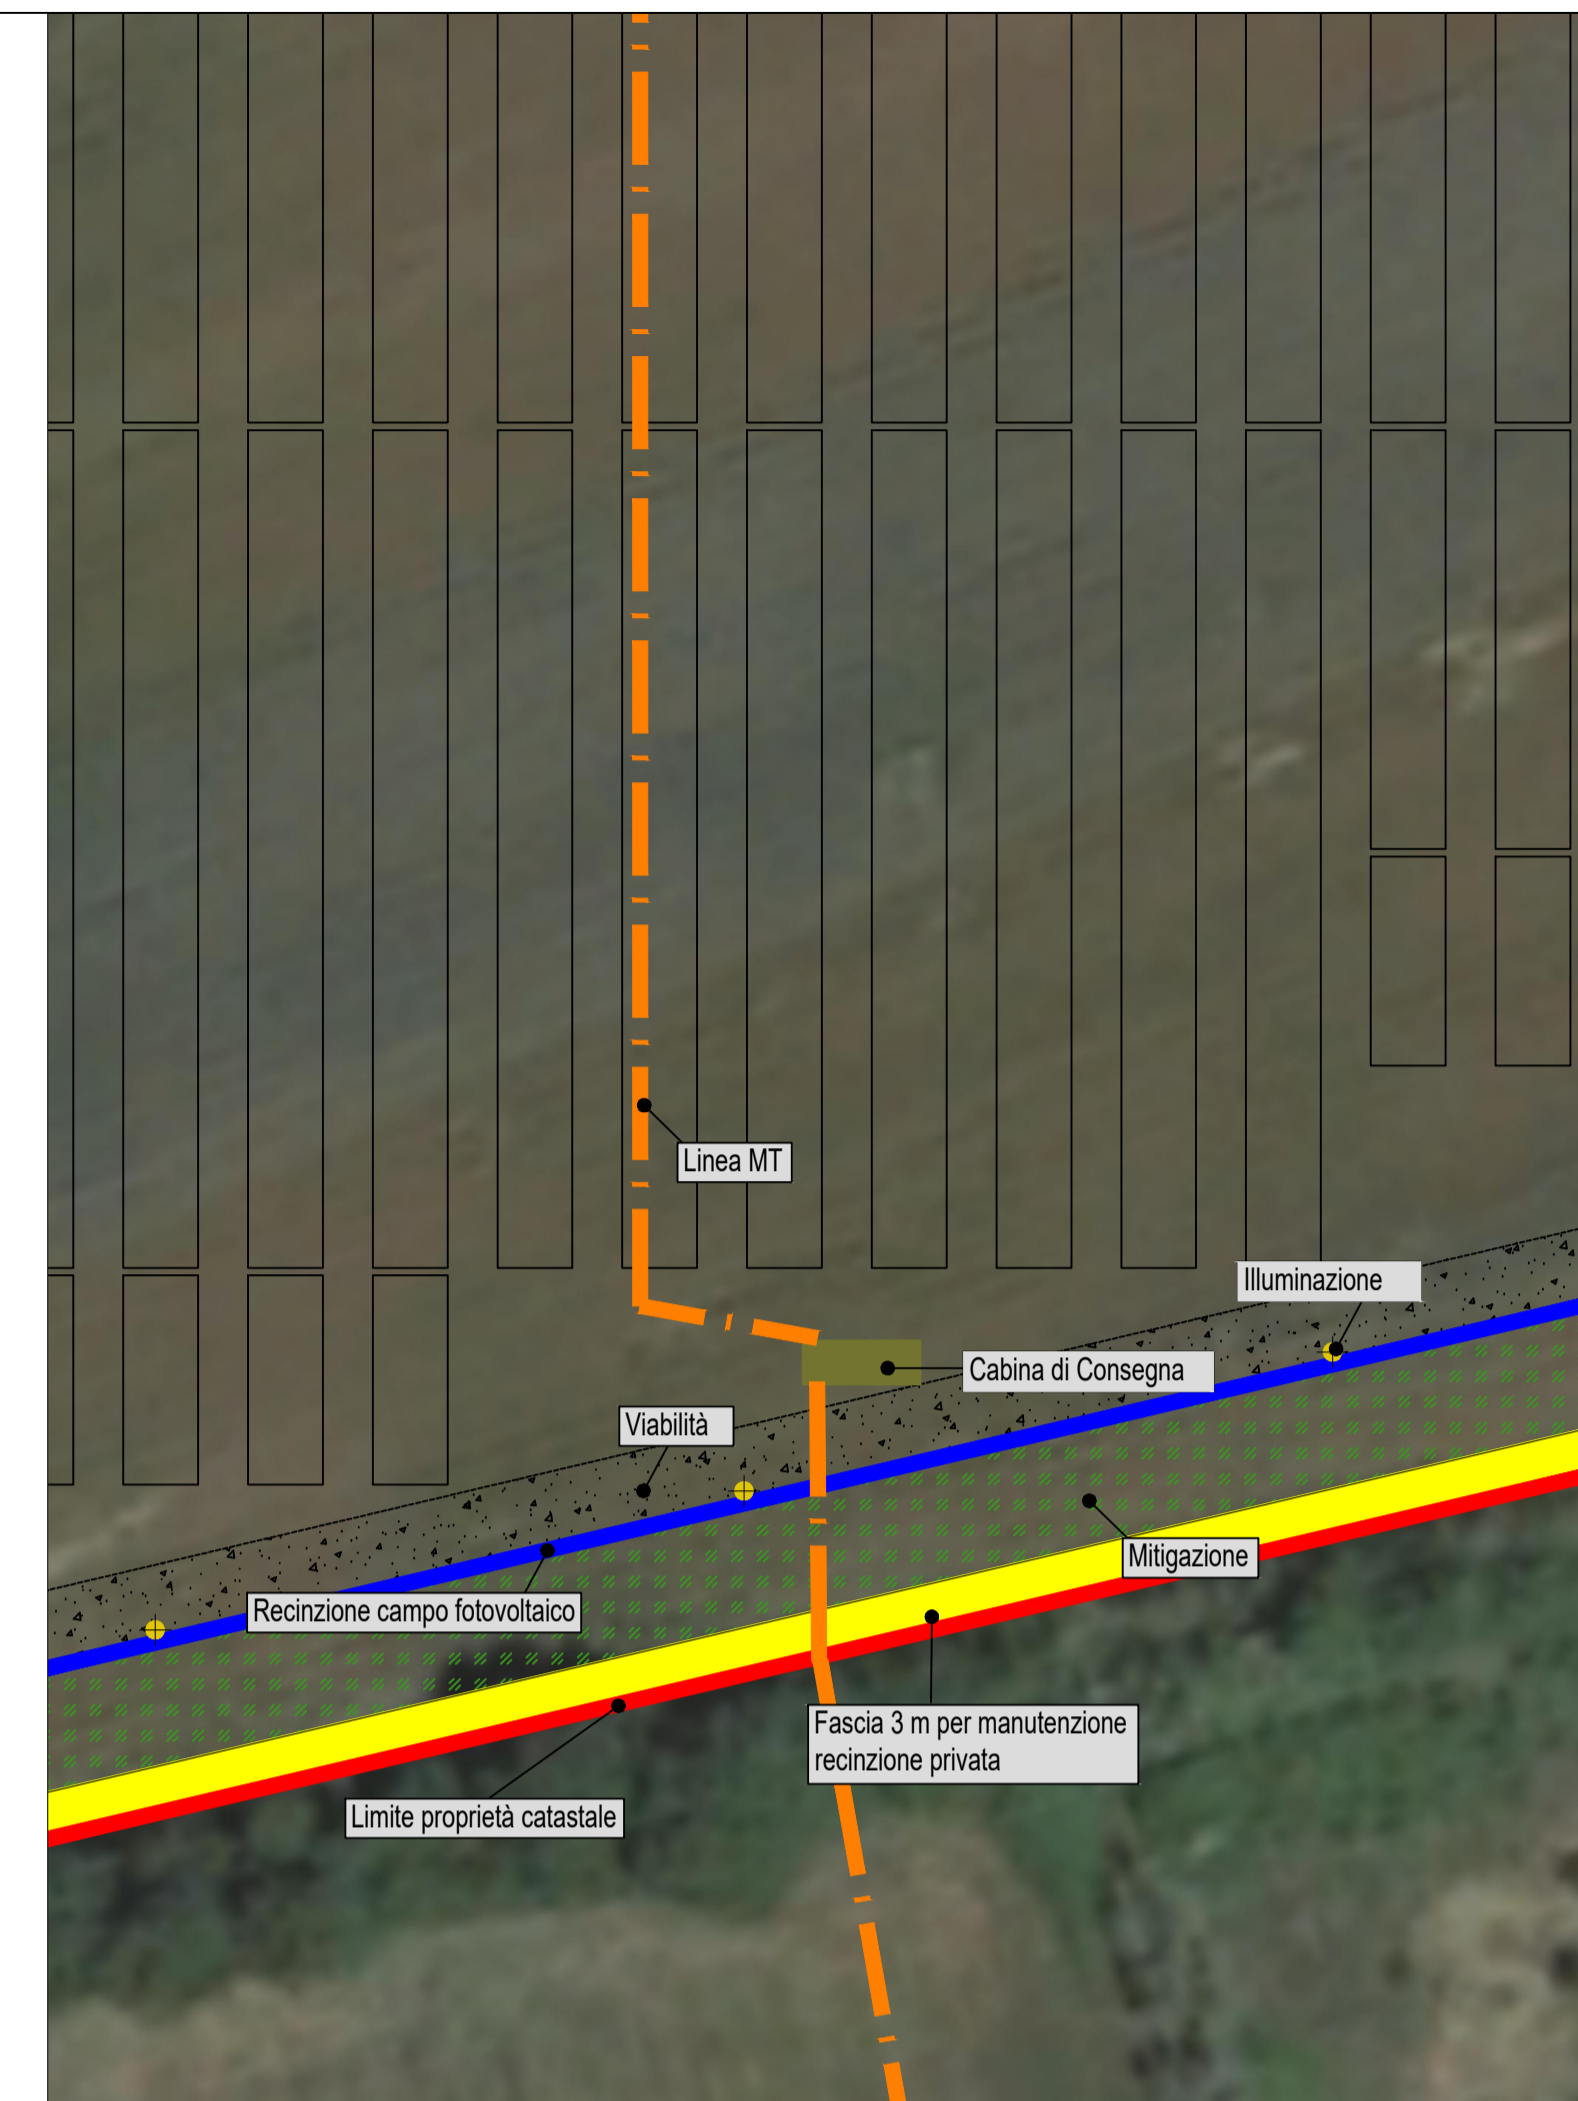 Linea MT
Illuminazione
Cabina di Consegna
Viabilità
Mitigazione
Recinzione campo fotovoltaico
Fascia 3 m per manutenzione
recinzione privata
Limite proprietà catastale